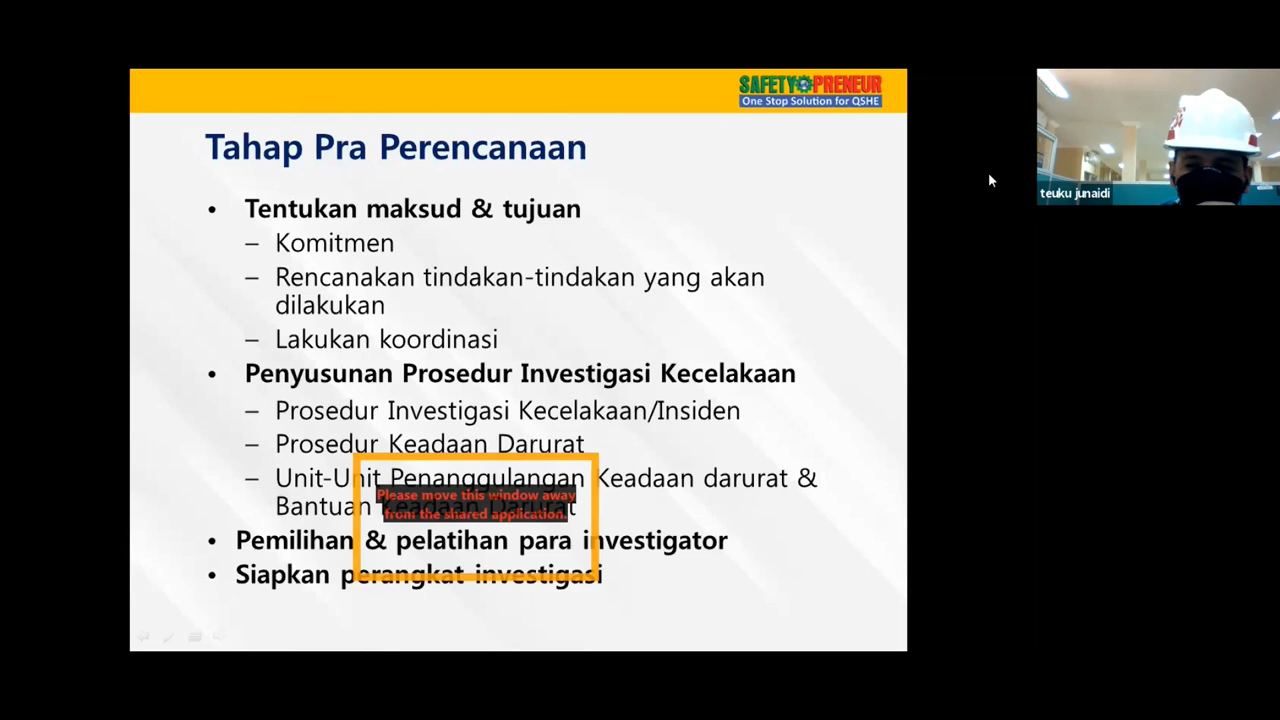 SAFETY PRENEUR
One Stop Solution for QSHE
Tahap Pra Perencanaan
teuku junaidi
• Tentukan maksud & tujuan
– Komitmen
– Rencanakan tindakan-tindakan yang akan
dilakukan
– Lakukan koordinasi
• Penyusunan Prosedur Investigasi Kecelakaan
– Prosedur Investigasi Kecelakaan/Insiden
– Prosedur Keadaan Darurat
– Unit-Unit Penanggulangan Keadaan darurat &
Bantuan Keadaan Darurat
Please move this window away
from the shared application.
• Pemilihan & pelatihan para investigator
• Siapkan perangkat investigasi